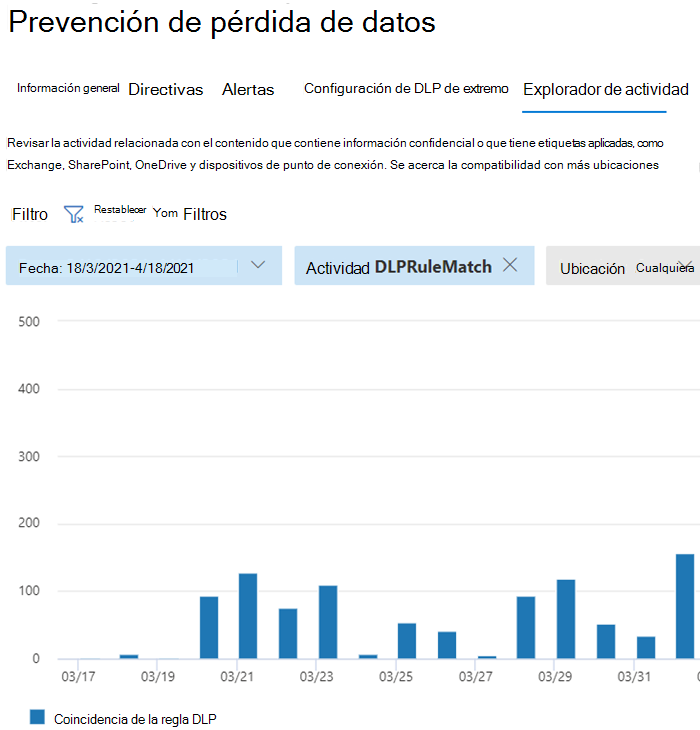 Prevención de pérdida de datos
Información general Directivas Alertas Configuración de DLP de extremo Explorador de actividad
Revisar la actividad relacionada con el contenido que contiene información confidencial o que tiene etiquetas aplicadas, como
Exchange, SharePoint, OneDrive y dispositivos de punto de conexión. Se acerca la compatibilidad con más ubicaciones
Filtro Restablecer Yom Filtros
Fecha: 18/3/2021-4/18/2021 Actividad DLPRuleMatch Ubicación Cualquiera
500
400
300
200
100
0
03/17 03/19 03/21 03/23 03/25 03/27 03/29 03/31
Coincidencia de la regla DLP